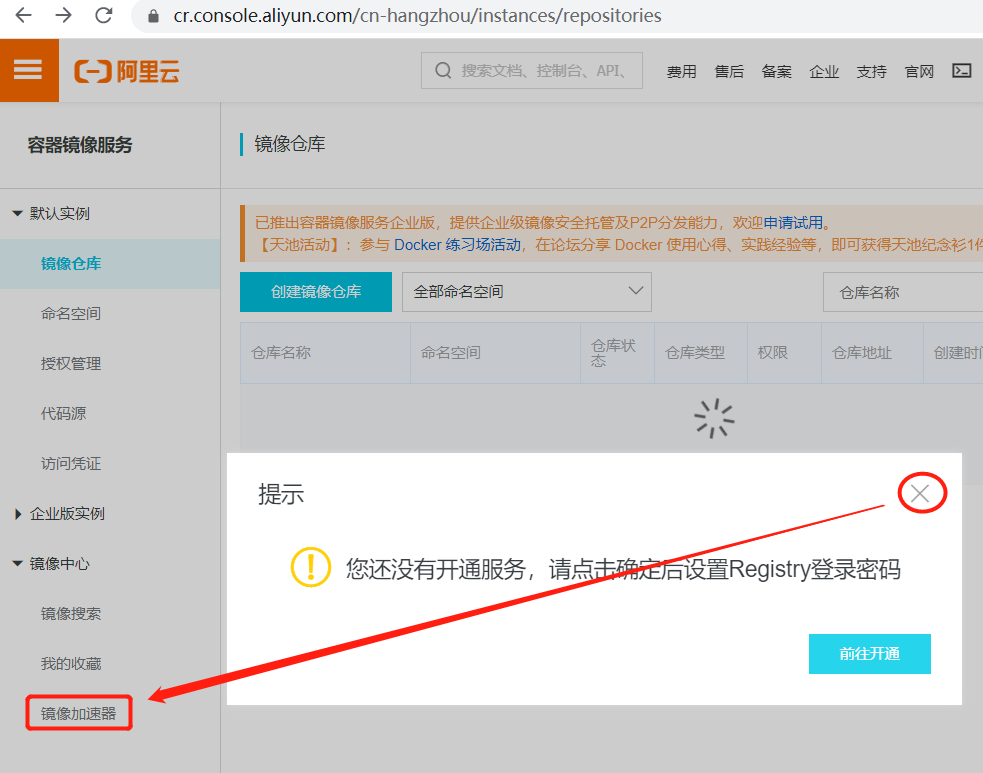 cr.console.aliyun.com/cn-hangzhou/instances/repositories
阿里云
搜索文档、控制台、API、
费用 售后 备案 企业 支持 官网
容器镜像服务
镜像仓库
默认实例
镜像仓库
命名空间
授权管理
代码源
访问凭证
企业版实例
镜像中心
镜像搜索
我的收藏
镜像加速器
已推出容器镜像服务企业版，提供企业级镜像安全托管及P2P分发能力，欢迎申请试用。
【天池活动】：参与 Docker 练习场活动，在论坛分享 Docker 使用心得、实践经验等，即可获得天池纪念衫1件
创建镜像仓库 全部命名空间 仓库名称
仓库名称 命名空间 仓库状态 仓库类型 权限 仓库地址 创建时间
提示
您还没有开通服务，请点击确定后设置Registry登录密码
前往开通